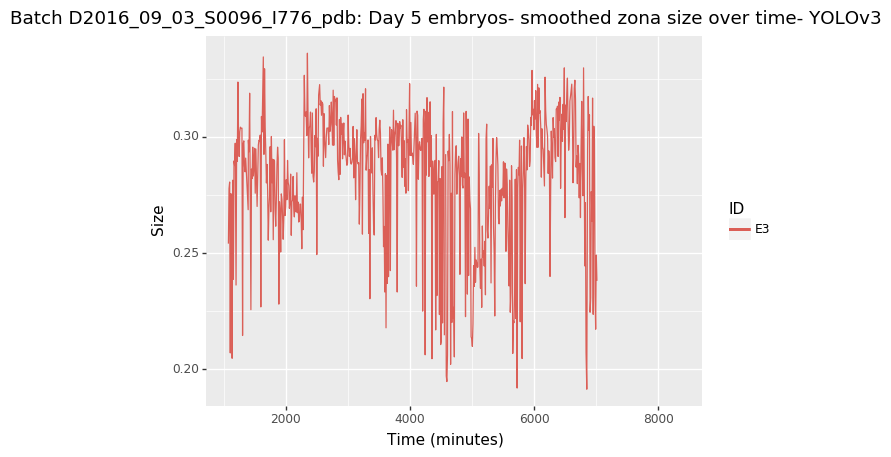 Batch D2016_09_03_S0096_I776_pdb: Day 5 embryos- smoothed zona size over time- YOLOv3
0.30
0.25
0.20
Size
2000 4000 6000 8000
Time (minutes)
ID
E3